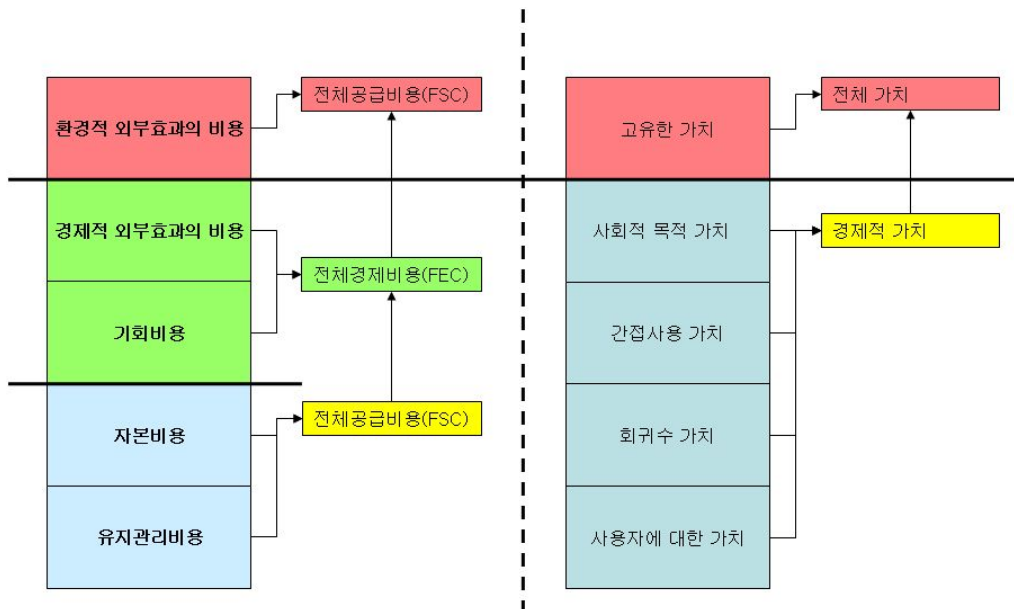 환경적 외부효과의 비용
전체공급비용(FSC)
경제적 외부효과의 비용
전체경제비용(FEC)
기회비용
자본비용
전체공급비용(FSC)
유지관리비용
고유한 가치
전체 가치
사회적 목적 가치
경제적 가치
간접사용 가치
회귀수 가치
사용자에 대한 가치